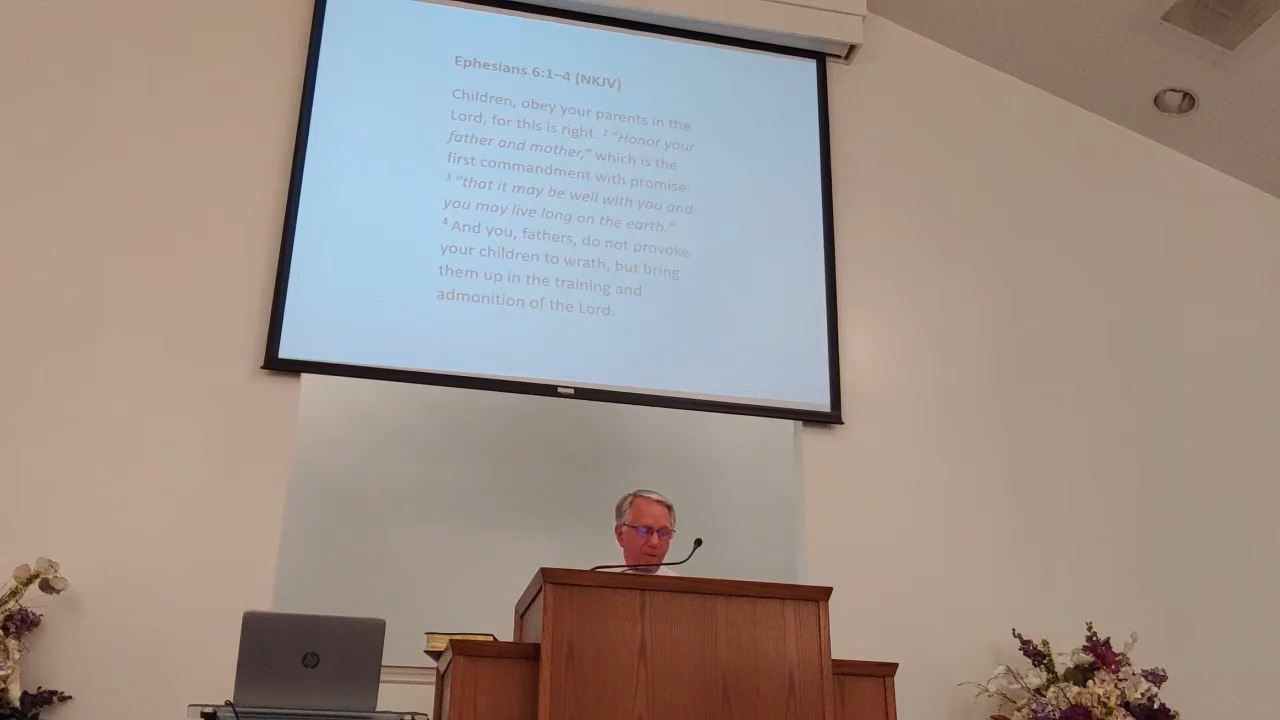 Ephesians 6:1–4 (NKJV)
Children, obey your parents in the
Lord, for this is right. ² “Honor your
father and mother,” which is the
first commandment with promise:
³ “that it may be well with you and
you may live long on the earth.”
⁴ And you, fathers, do not provoke
your children to wrath, but bring
them up in the training and
admonition of the Lord.
hp